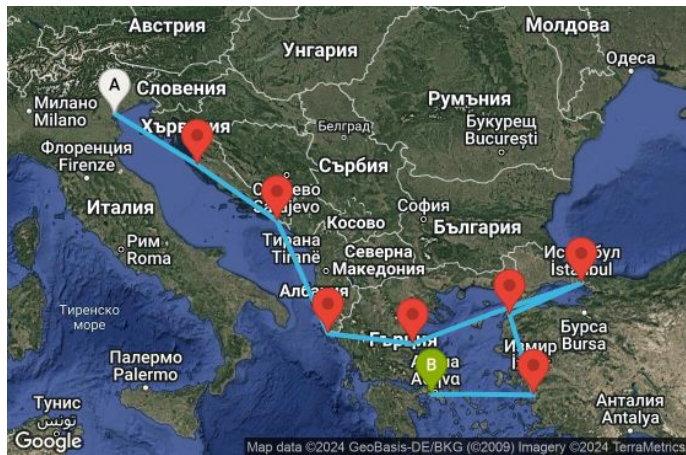 Австрия
Унгария
Молдова
Одеса
A
Словения
Милано
Milano
Румъния
Хърватия
Белград
Букурещ
București
Флоренция
Firenze
Сърбия
Сараево
Sarajevo
Италия
Косово
София
България
Рим
Roma
Тирана
Tiranë
Северна
Македония
Истанбул
İstanbul
Албания
Тиренско
море
Гърция
Бурса
Bursa
Измир
Палермо
Palermo
B
Анталия
Antalya
Тунис
تونس
Google
Map data ©2024 GeoBasis-DE/BKG (©2009) Imagery ©2024 TerraMetrics